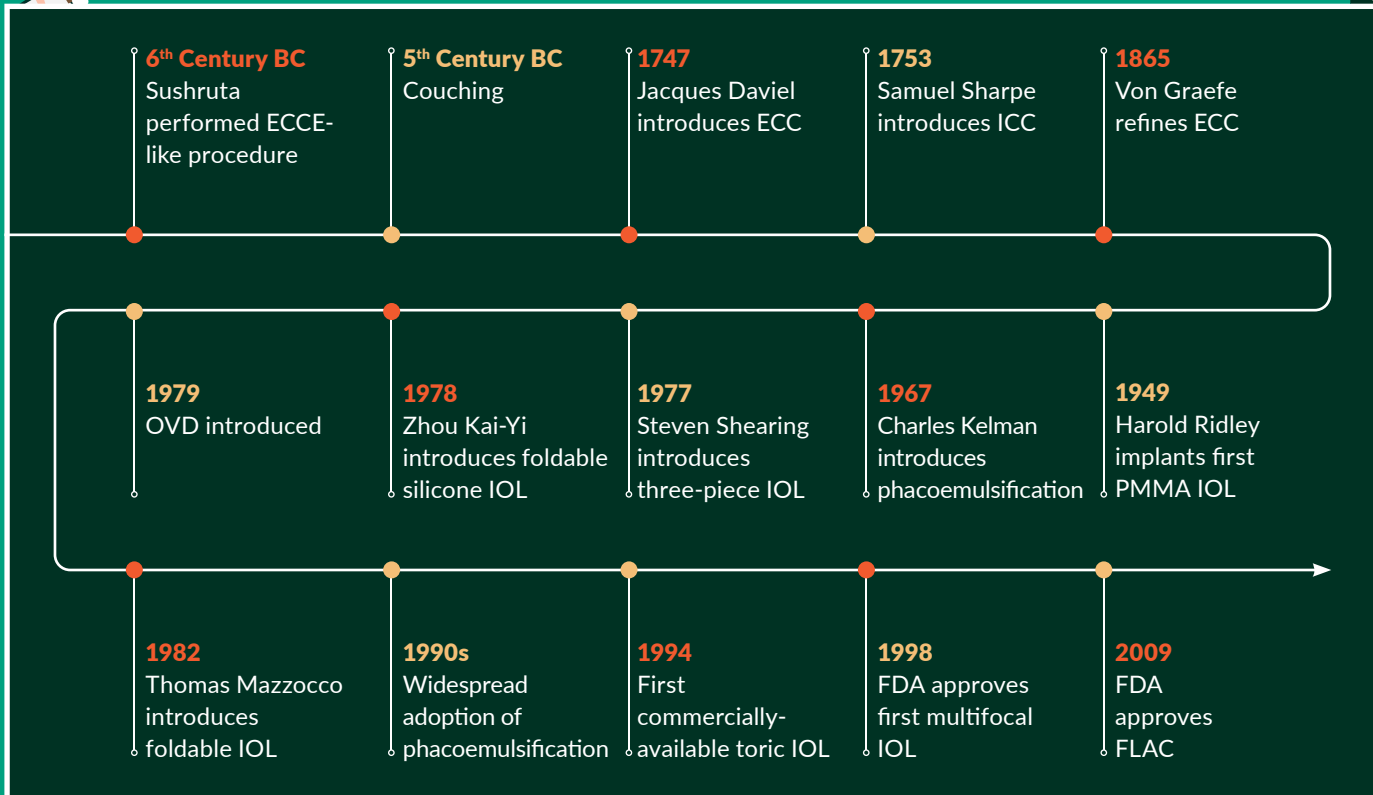 6th Century BC
Sushruta
performed ECCE-
like procedure
5th Century BC
Couching
1747
Jacques Daviel
introduces ECC
1753
Samuel Sharpe
introduces ICC
1865
Von Graefe
refines ECC
1949
Harold Ridley
implants first
PMMA IOL
1967
Charles Kelman
introduces
phacoemulsification
1977
Steven Shearing
introduces
three-piece IOL
1978
Zhou Kai-Yi
introduces foldable
silicone IOL
1979
OVD introduced
1982
Thomas Mazzocco
introduces
foldable IOL
1990s
Widespread
adoption of
phacoemulsification
1994
First
commercially-
available toric IOL
1998
FDA approves
first multifocal
IOL
2009
FDA
approves
FLAC